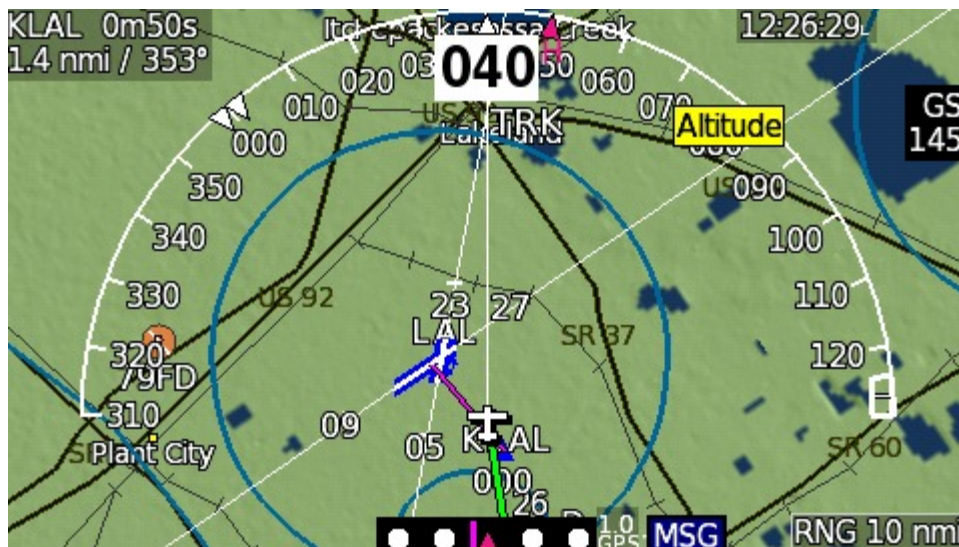 KLAL 0m50s
1.4 nmi / 353°
12:26:29
GS
145
040
TRK
Altitude
000
010
020
060
070
090
100
110
120
310
320
330
340
350
Lakeland
US 92
SR 37
SR 60
79FD
Plant City
LAL
23
27
09
05
000
26
1.0
GPS
MSG
RNG 10 nmi